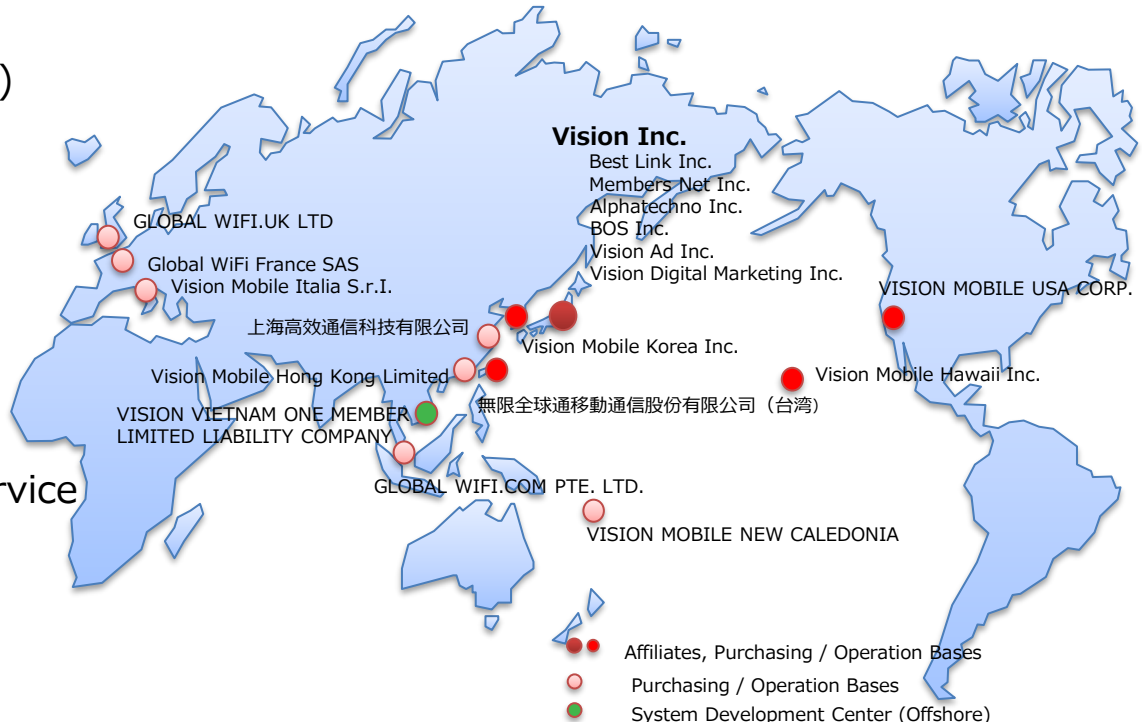 )
Vision Inc.
Best Link Inc.
Members Net Inc.
Alphatechno Inc.
BOS Inc.
Vision Ad Inc.
Vision Digital Marketing Inc.
GLOBAL WIFI.UK LTD
Global WiFi France SAS
Vision Mobile Italia S.r.I.
VISION MOBILE USA CORP.
上海高效通信科技有限公司
Vision Mobile Korea Inc.
Vision Mobile Hong Kong Limited
Vision Mobile Hawaii Inc.
無限全球通移動通信股份有限公司（台湾）
VISION VIETNAM ONE MEMBER
LIMITED LIABILITY COMPANY
rvice
GLOBAL WIFI.COM PTE. LTD.
VISION MOBILE NEW CALEDONIA
Affiliates, Purchasing / Operation Bases
Purchasing / Operation Bases
System Development Center (Offshore)